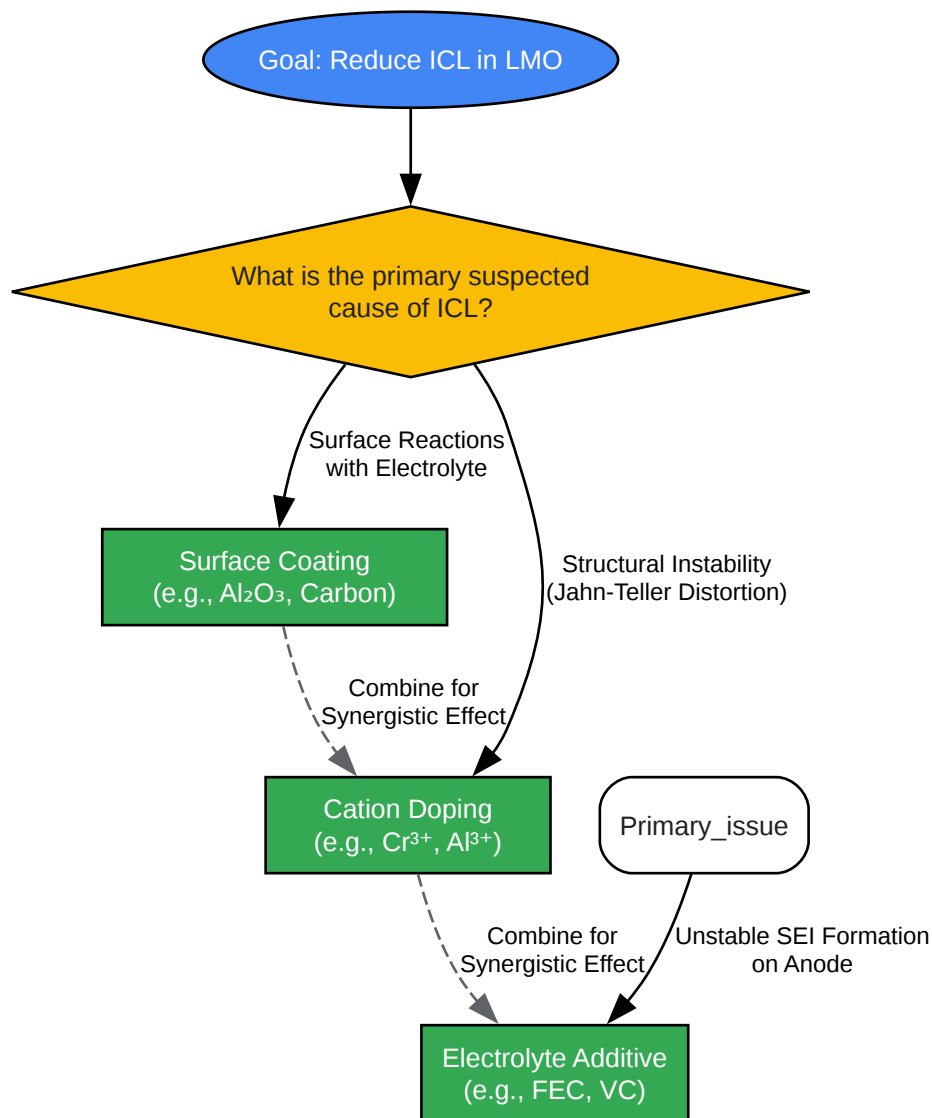 Goal: Reduce ICL in LMO
What is the primary suspected
cause of ICL?
Surface Reactions
with Electrolyte
Surface Coating
(e.g., Al₂O₃, Carbon)
Structural Instability
(Jahn-Teller Distortion)
Combine for
Synergistic Effect
Cation Doping
(e.g., Cr³⁺, Al³⁺)
Primary_issue
Combine for
Synergistic Effect
Unstable SEI Formation
on Anode
Electrolyte Additive
(e.g., FEC, VC)